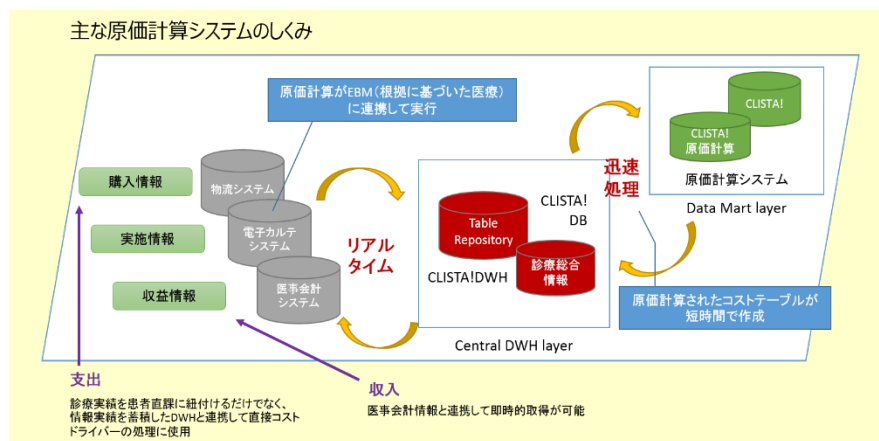 主な原価計算システムのしくみ
原価計算がEBM(根拠に基づいた医療)
に連携して実行
CLISTA!
CLISTA!
原価計算
原価計算システム
Data Mart layer
迅速
処理
購入情報
物流システム
実施情報
電子カルテ
システム
収益情報
医事会計
システム
リアル
タイム
Table
Repository
CLISTA!
DB
CLISTA!DWH
診療総合
情報
原価計算されたコストテーブルが
短時間で作成
Central DWH layer
支出
診療実績を患者直課に紐付けるだけでなく、
情報実績を蓄積したDWHと連携して直接コスト
ドライバーの処理に使用
収入
医事会計情報と連携して即時的取得が可能